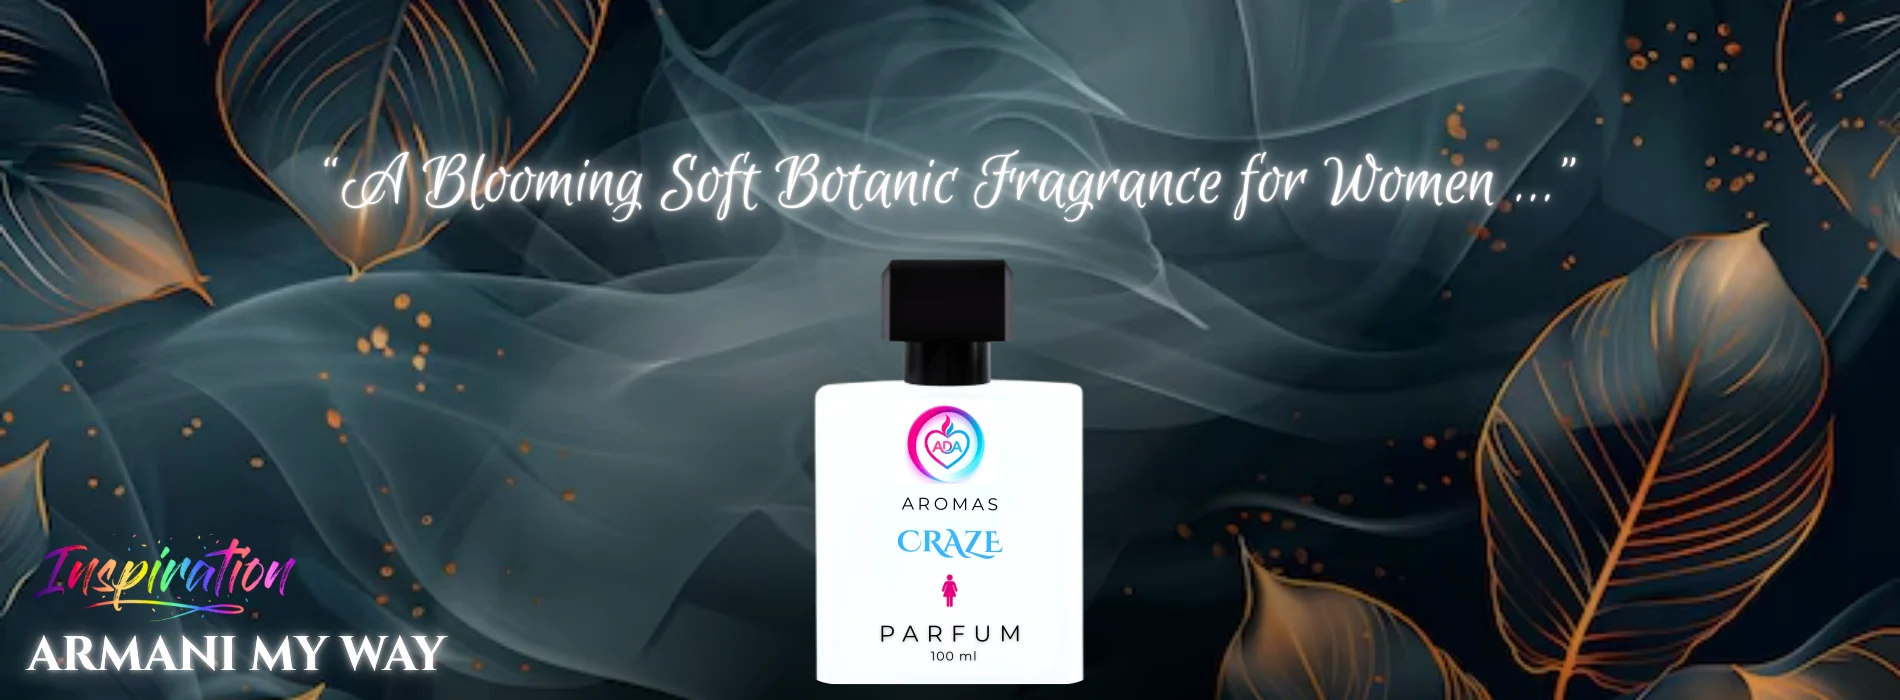 “A Blooming Soft Botanic Fragrance for Women ...”
ADA
AROMAS
CRAZE
PARFUM
100 ml
Inspiration
ARMANI MY WAY